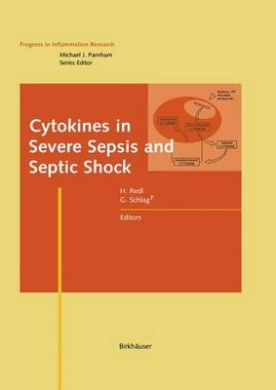 Progress in Inflammation Research
Michael J. Parnham
Series Editor
Cytokines in
Severe Sepsis and
Septic Shock
H. Redl
G. Schlag†
Editors
Birkhäuser